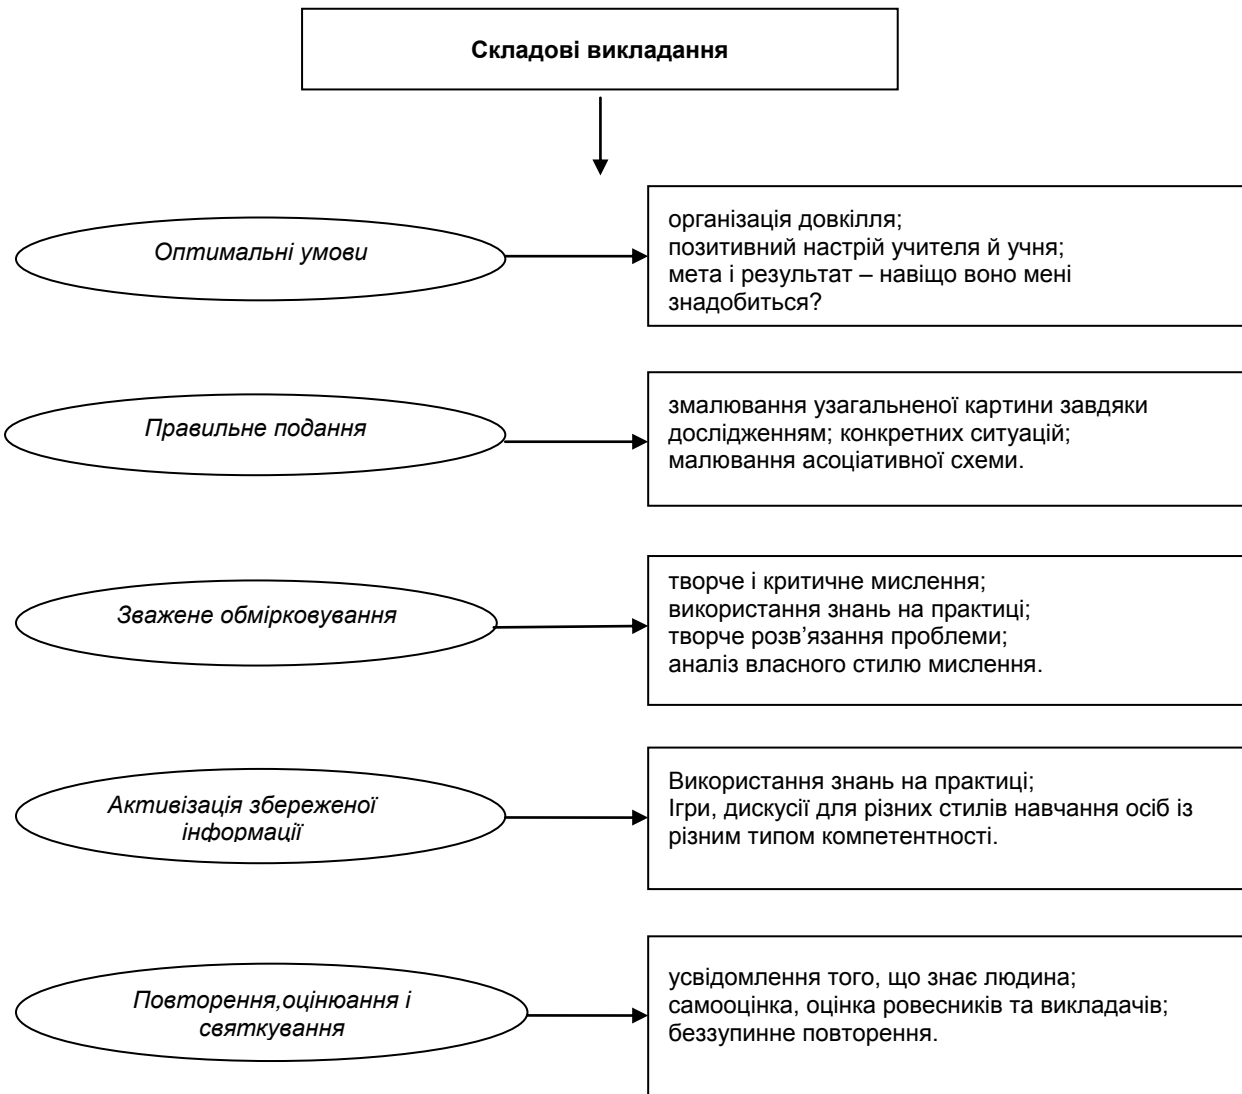 Складові викладання
Оптимальні умови
організація довкілля;
позитивний настрій учителя й учня;
мета і результат – навіщо воно мені
знадобиться?
Правильне подання
змалювання узагальненої картини завдяки
дослідженням; конкретних ситуацій;
малювання асоціативної схеми.
Зважене обмірковування
творче і критичне мислення;
використання знань на практиці;
творче розв’язання проблеми;
аналіз власного стилю мислення.
Активізація збереженої
інформації
Використання знань на практиці;
Ігри, дискусії для різних стилів навчання осіб із
різним типом компетентності.
Повторення,оцінюання і
святкування
усвідомлення того, що знає людина;
самооцінка, оцінка ровесників та викладачів;
беззупинне повторення.